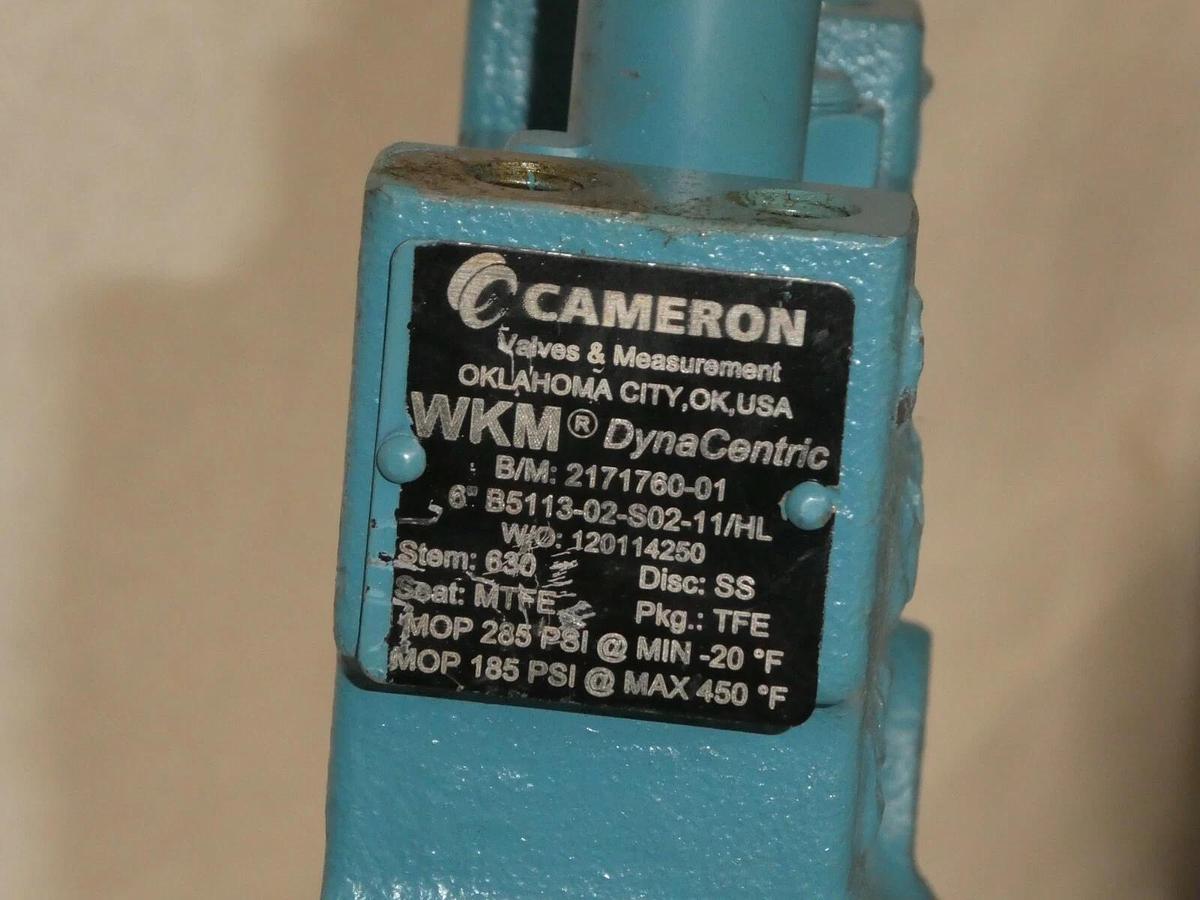 CAMERON
Valves & Measurement
OKLAHOMA CITY,OK,USA
WKM® DynaCentric
B/M: 2171760-01
6" B5113-02-S02-11/HL
W/O: 120114250
Stem: 630 Disc: SS
Seat: MTFE Pkg.: TFE
MOP 285 PSI @ MIN -20 °F
MOP 185 PSI @ MAX 450 °F